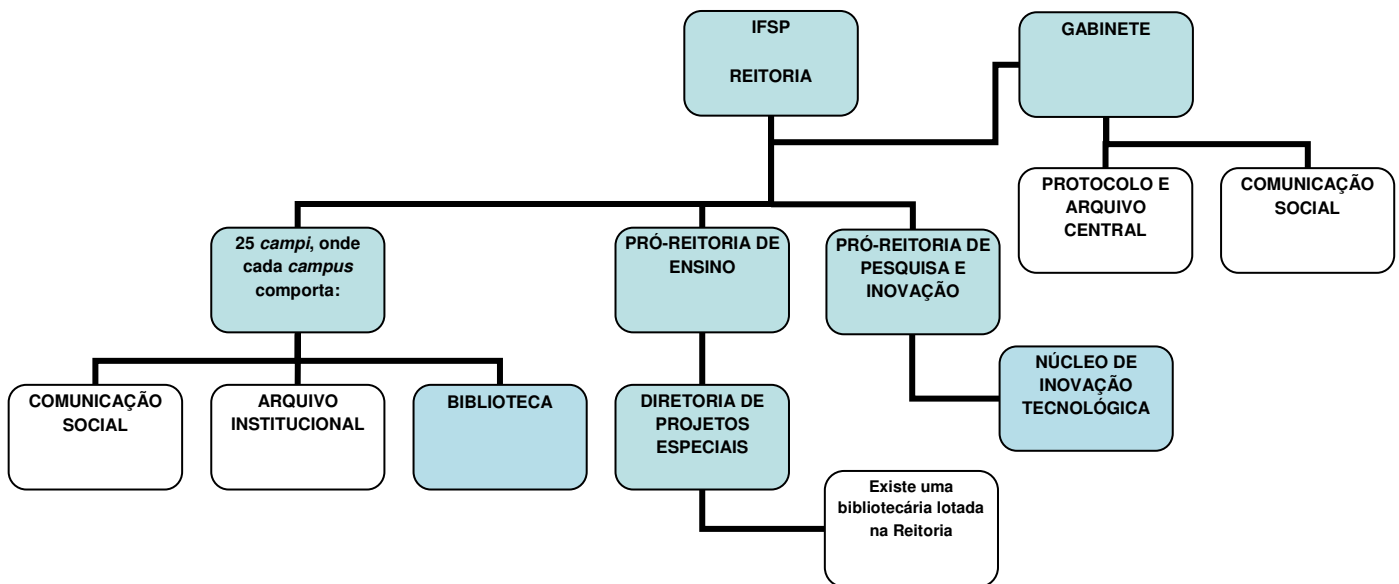 IFSP
REITORIA
GABINETE
PROTOCOLO E
ARQUIVO
CENTRAL
COMUNICAÇÃO
SOCIAL
25 campi, onde
cada campus
comporta:
PRÓ-REITORIA DE
ENSINO
PRÓ-REITORIA DE
PESQUISA E
INOVAÇÃO
COMUNICAÇÃO
SOCIAL
ARQUIVO
INSTITUCIONAL
BIBLIOTECA
DIRETORIA DE
PROJETOS
ESPECIAIS
NÚCLEO DE
INOVAÇÃO
TECNOLÓGICA
Existe uma
bibliotecária lotada
na Reitoria